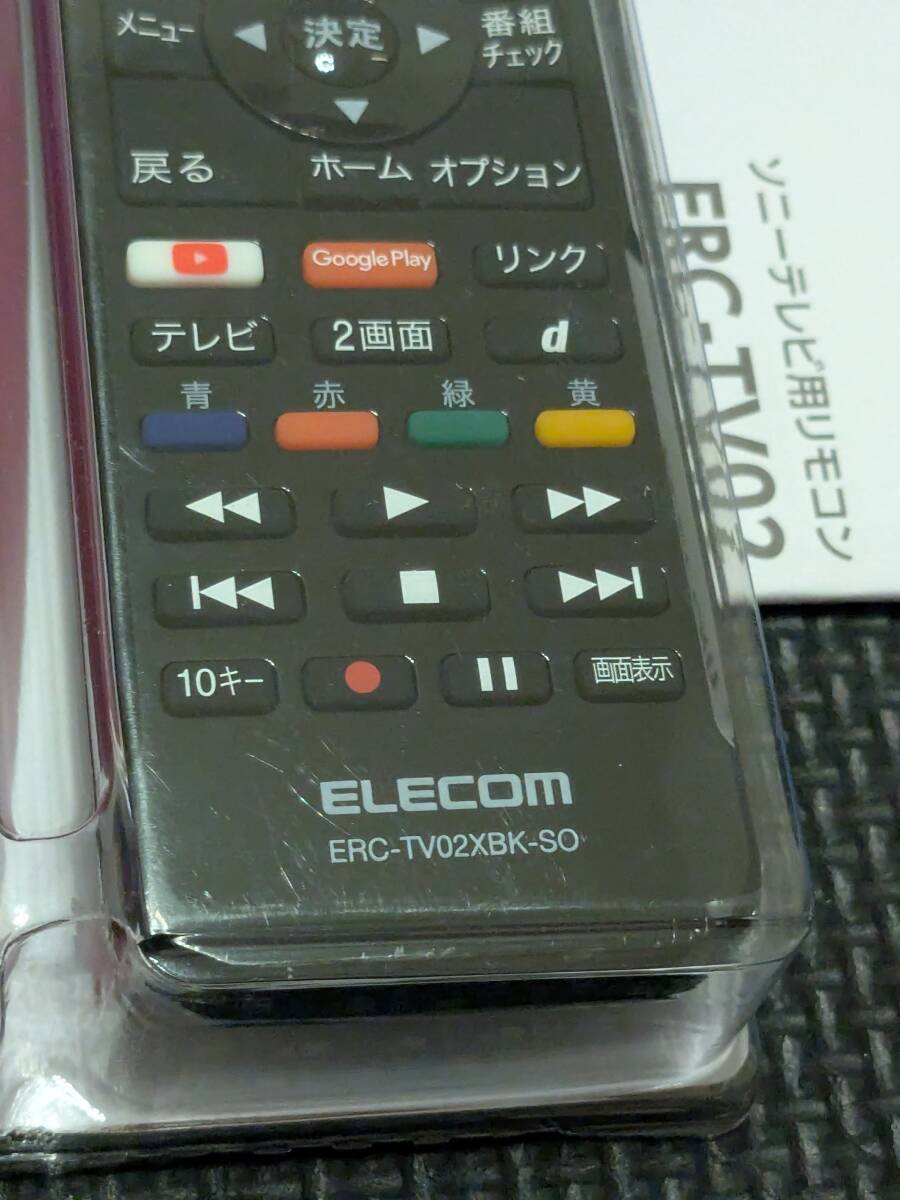 メニュー
決定
番組
チェック
戻る
ホーム
オプション
Google Play
リンク
テレビ
2画面
d
青
赤
緑
黄
10キー
画面表示
ELECOM
ERC-TV02XBK-SO
ソニーテレビ用リモコン
ERC-TV02